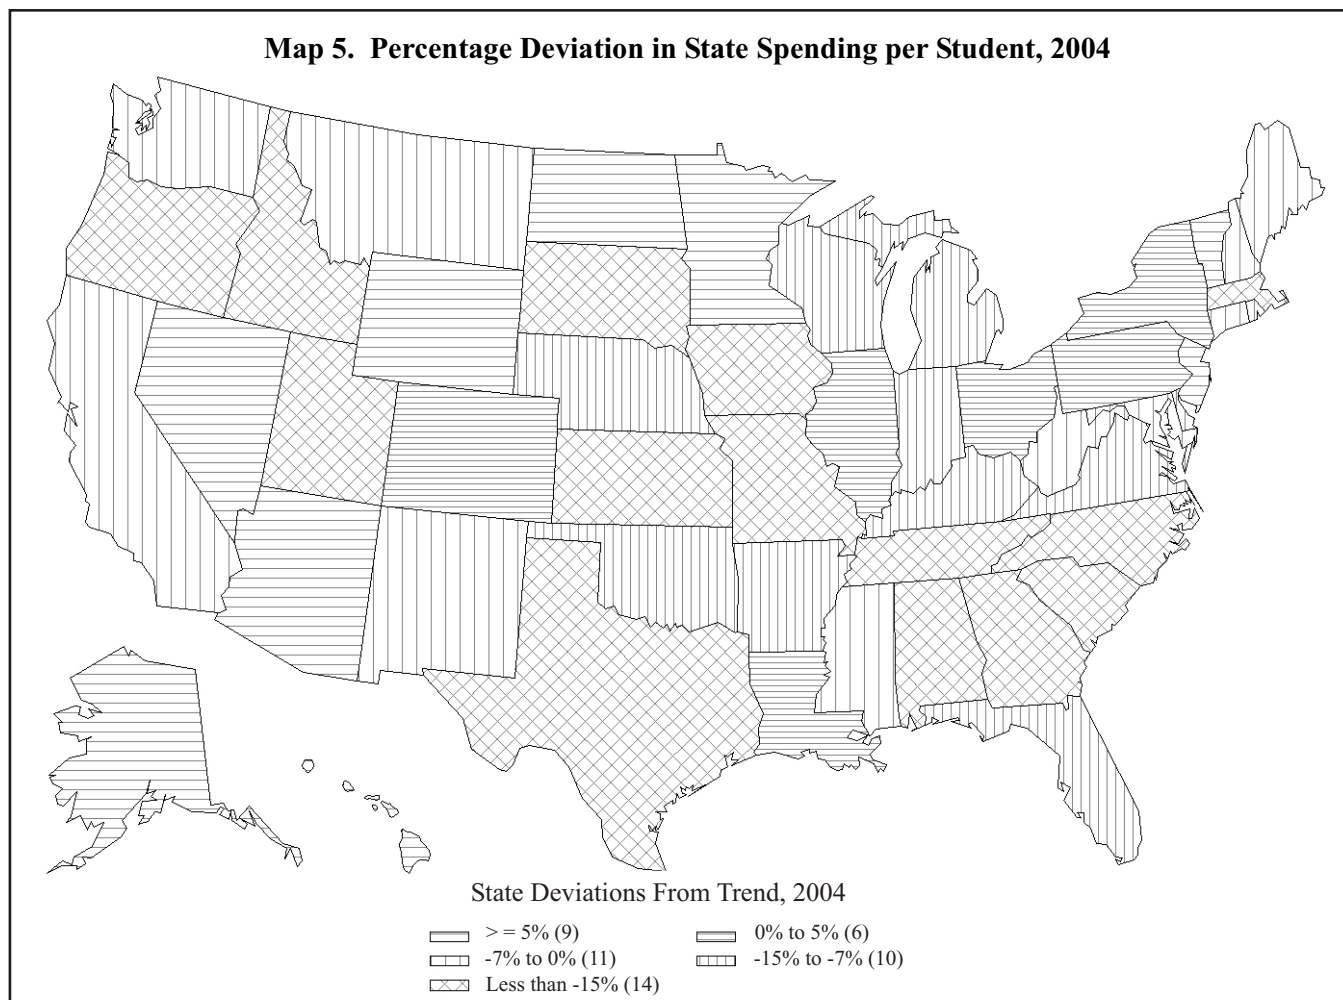 Map 5. Percentage Deviation in State Spending per Student, 2004
State Deviations From Trend, 2004
> = 5% (9)
0% to 5% (6)
-7% to 0% (11)
-15% to -7% (10)
Less than -15% (14)